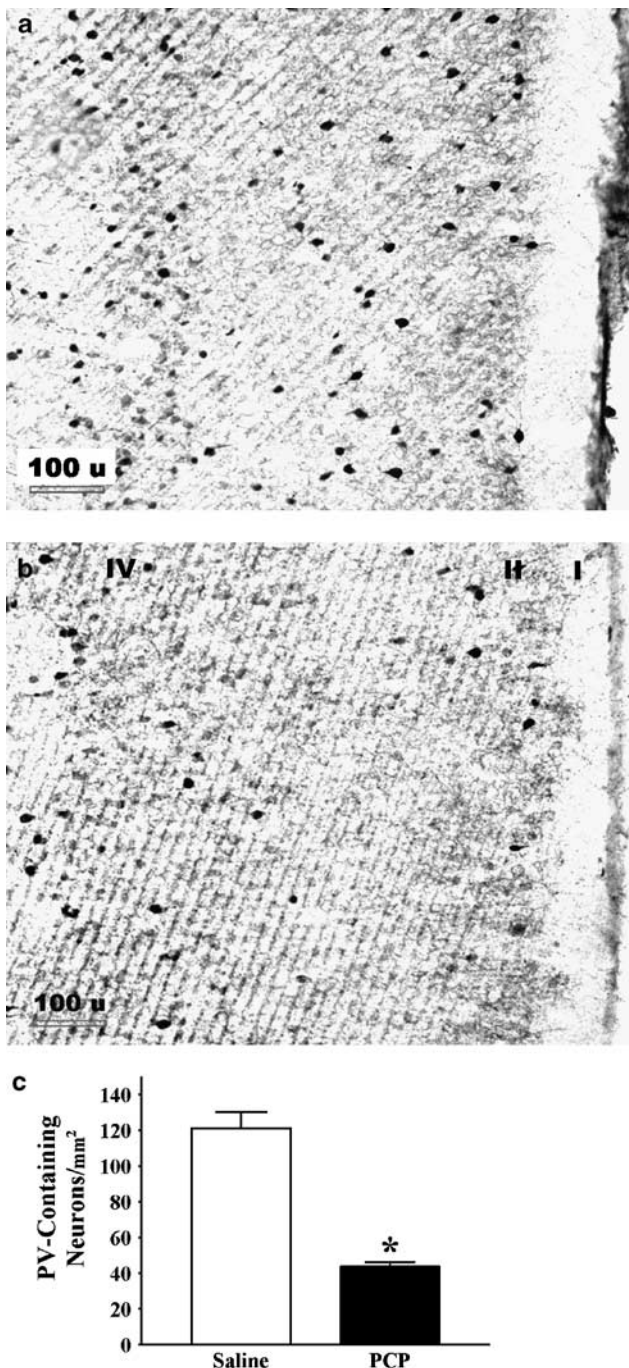 a
100 u
b
IV II I
100 u
c
PV-Containing
Neurons/mm²
140
120
100
80
60
40
20
0
*
Saline PCP